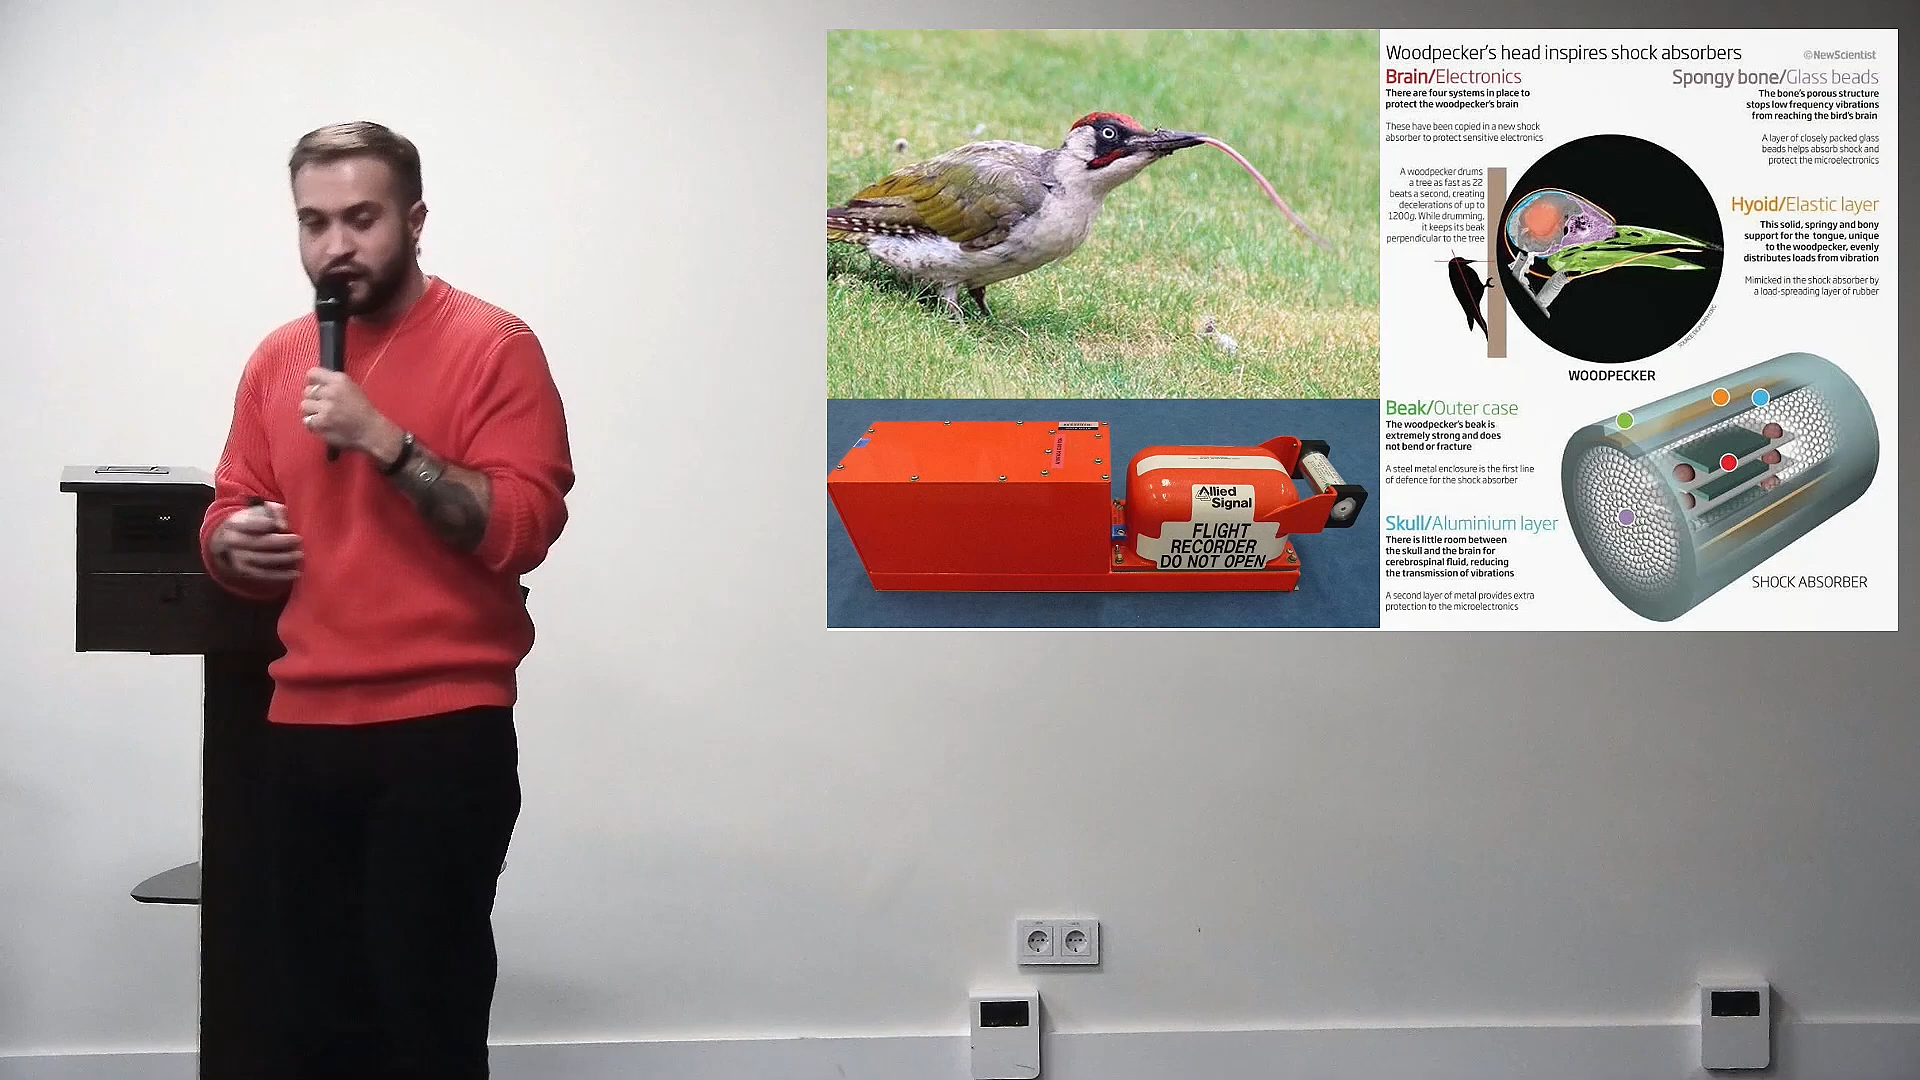 Woodpecker's head inspires shock absorbers
©NewScientist
Brain/Electronics
There are four systems in place to
protect the woodpecker's brain
These have been copied in a new shock
absorber to protect sensitive electronics
Spongy bone/Glass beads
The bone's porous structure
stops low frequency vibrations
from reaching the bird's brain
A layer of closely packed glass
beads helps absorb shock and
protect the microelectronics
A woodpecker drums
a tree as fast as 22
beats a second, creating
decelerations of up to
1200g. While drumming,
it keeps its beak
perpendicular to the tree
Hyoid/Elastic layer
This solid, springy and bony
support for the tongue, unique
to the woodpecker, evenly
distributes loads from vibration
Mimicked in the shock absorber by
a load-spreading layer of rubber
WOODPECKER
Beak/Outer case
The woodpecker's beak is
extremely strong and does
not bend or fracture
A steel metal enclosure is the first line
of defence for the shock absorber
Skull/Aluminium layer
There is little room between
the skull and the brain for
cerebrospinal fluid, reducing
the transmission of vibrations
A second layer of metal provides extra
protection to the microelectronics
SHOCK ABSORBER
Allied
Signal
FLIGHT
RECORDER
DO NOT OPEN